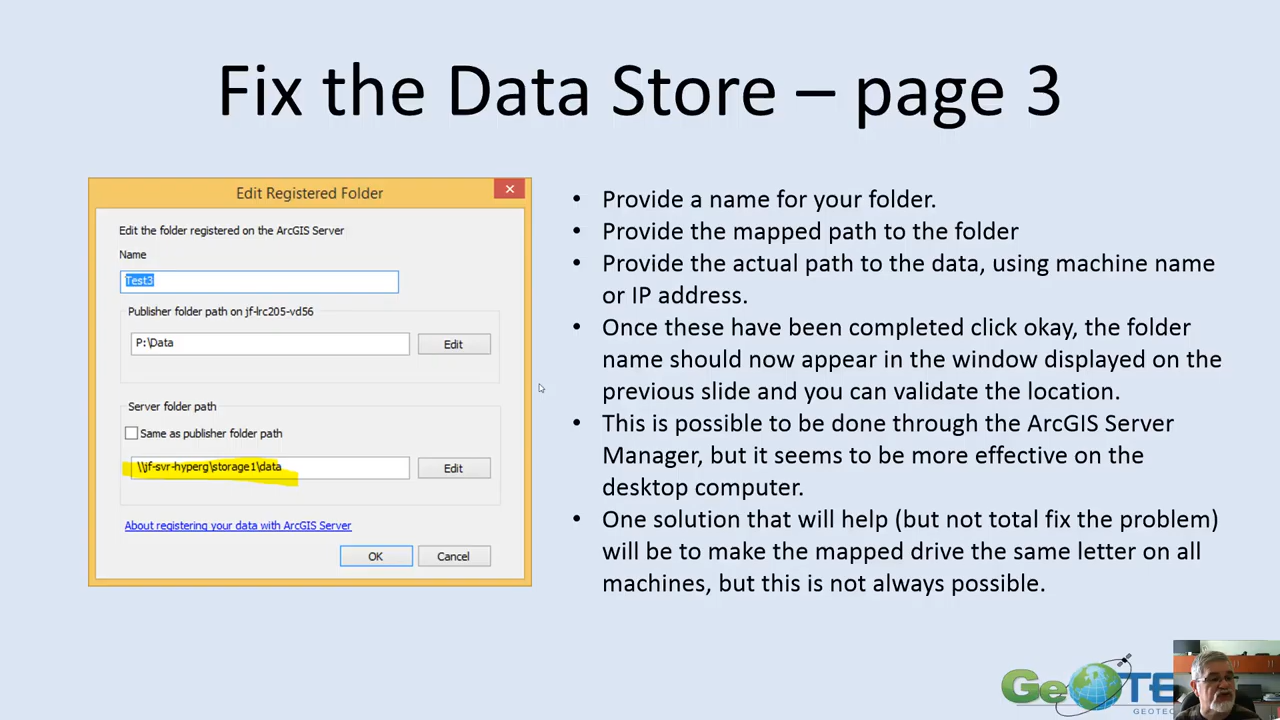 Fix the Data Store – page 3
Edit Registered Folder
Edit the folder registered on the ArcGIS Server
Name
Test3
Publisher folder path on jf-lrc205-vd56
P:\Data
Edit
Server folder path
Same as publisher folder path
\\jf-svr-hyperg\storage1\data
Edit
About registering your data with ArcGIS Server
OK
Cancel
• Provide a name for your folder.
• Provide the mapped path to the folder
• Provide the actual path to the data, using machine name
or IP address.
• Once these have been completed click okay, the folder
name should now appear in the window displayed on the
previous slide and you can validate the location.
• This is possible to be done through the ArcGIS Server
Manager, but it seems to be more effective on the
desktop computer.
• One solution that will help (but not total fix the problem)
will be to make the mapped drive the same letter on all
machines, but this is not always possible.